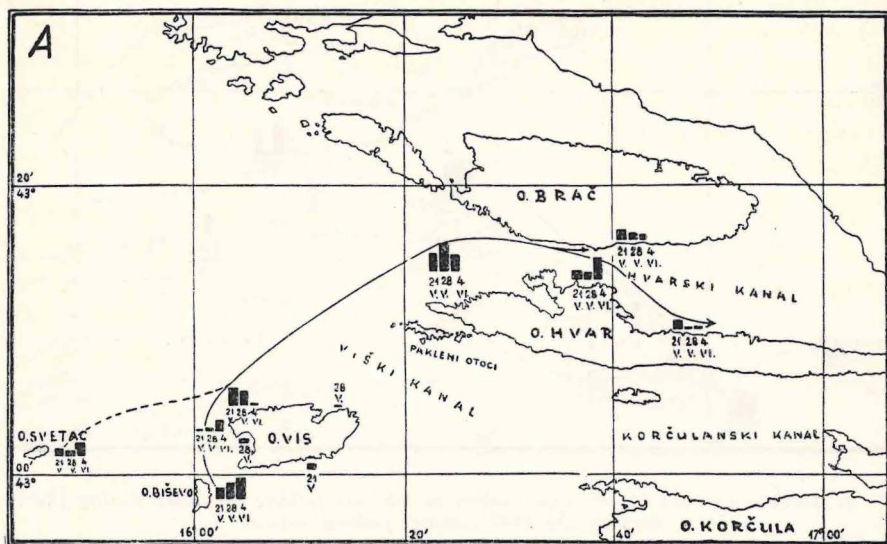 A
20'
43°
O. BRAČ
21 28 4
V. V. VI.
HVARSKI KANAL
21 28 4
V. V. VI.
21 28 4
V. V. VI.
O. HVAR
21 28 4
V. V. VI.
PAKLENI OTOCI
VIŠKI KANAL
28
V.
21 28 4
V.
21 28 4
V. V. VI.
O. SVETAC
21 28 4
V. V. VI.
O. VIS
28
V.
KORČULANSKI KANAL
00'
43°
21
V.
O. BIŠEVO
21 28 4
V. V. VI
O. KORČULA
16°00'
20'
40'
17°00'